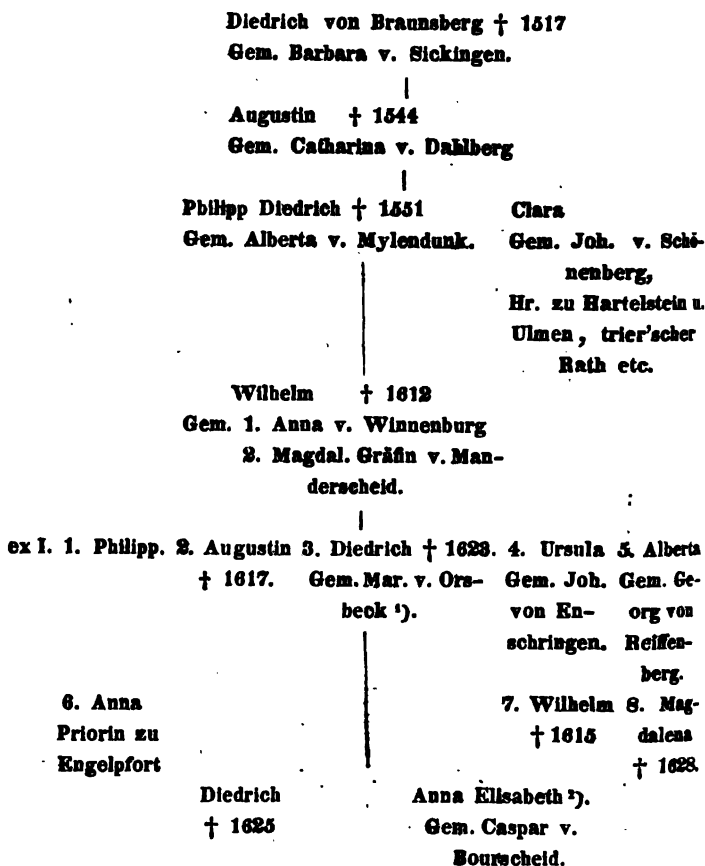 Diedrich von Braunsberg † 1517
Gem. Barbara v. Sickingen.
Augustin † 1544
Gem. Catharina v. Dahlberg
Philipp Diedrich † 1551 Clara
Gem. Alberta v. Mylendunk. Gem. Joh. v. Schö-
nenberg,
Hr. zu Hartelstein u.
Ulmen, trier'scher
Rath etc.
Wilhelm † 1612
Gem. 1. Anna v. Winnenburg
2. Magdal. Gräfin v. Man-
derscheid.
ex I. 1. Philipp. 2. Augustin 3. Diedrich † 1623. 4. Ursula 5. Alberta
† 1617. Gem. Mar. v. Ors- Gem. Joh. Gem. Ge-
beck ¹). von En- org von
schringen. Reiffen-
berg.
6. Anna 7. Wilhelm 8. Mag-
Priorin zu † 1615 dalena
Engelpfort † 1628.
Diedrich Anna Elisabeth ²).
† 1625 Gem. Caspar v.
Bourscheid.